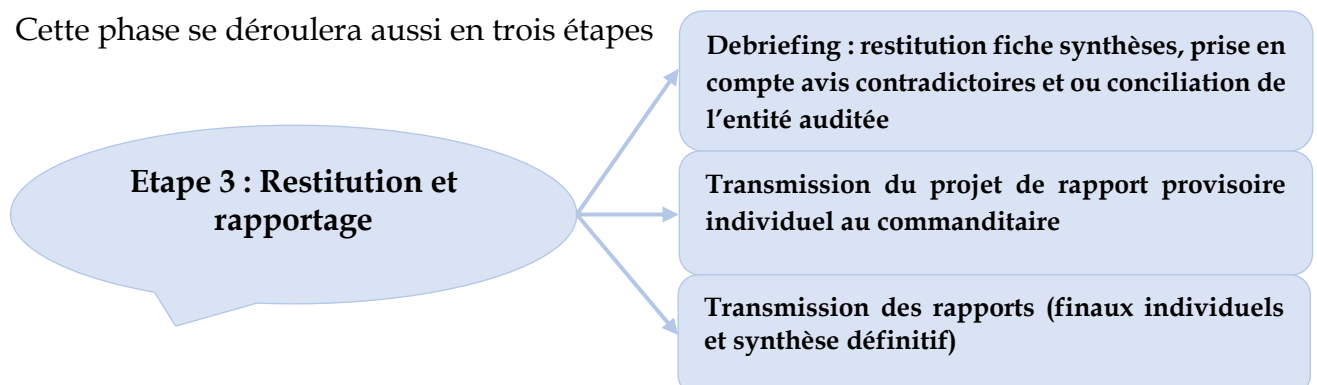 Cette phase se déroulera aussi en trois étapes
Etape 3 : Restitution et
rapportage
Debriefing : restitution fiche synthèses, prise en
compte avis contradictoires et ou conciliation de
l’entité auditée
Transmission du projet de rapport provisoire
individuel au commanditaire
Transmission des rapports (finaux individuels
et synthèse définitif)